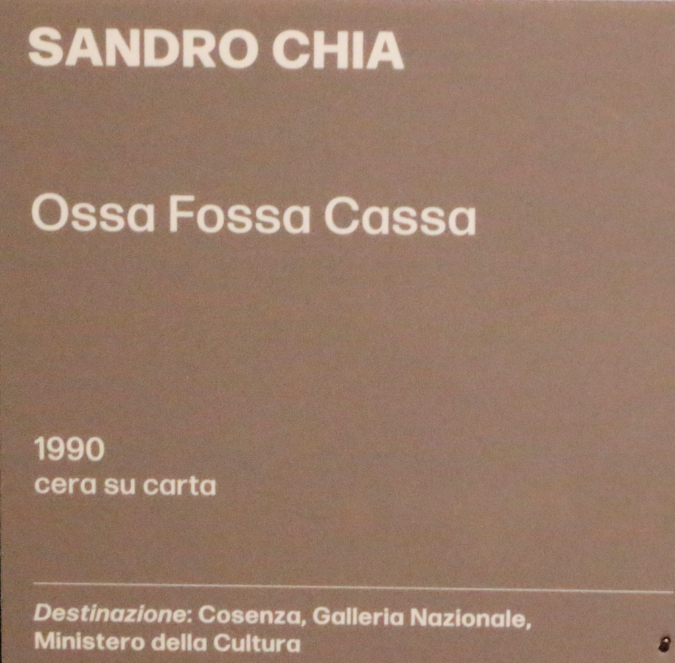 SANDRO CHIA
Ossa Fossa Cassa
1990
cera su carta
Destinazione: Cosenza, Galleria Nazionale,
Ministero della Cultura